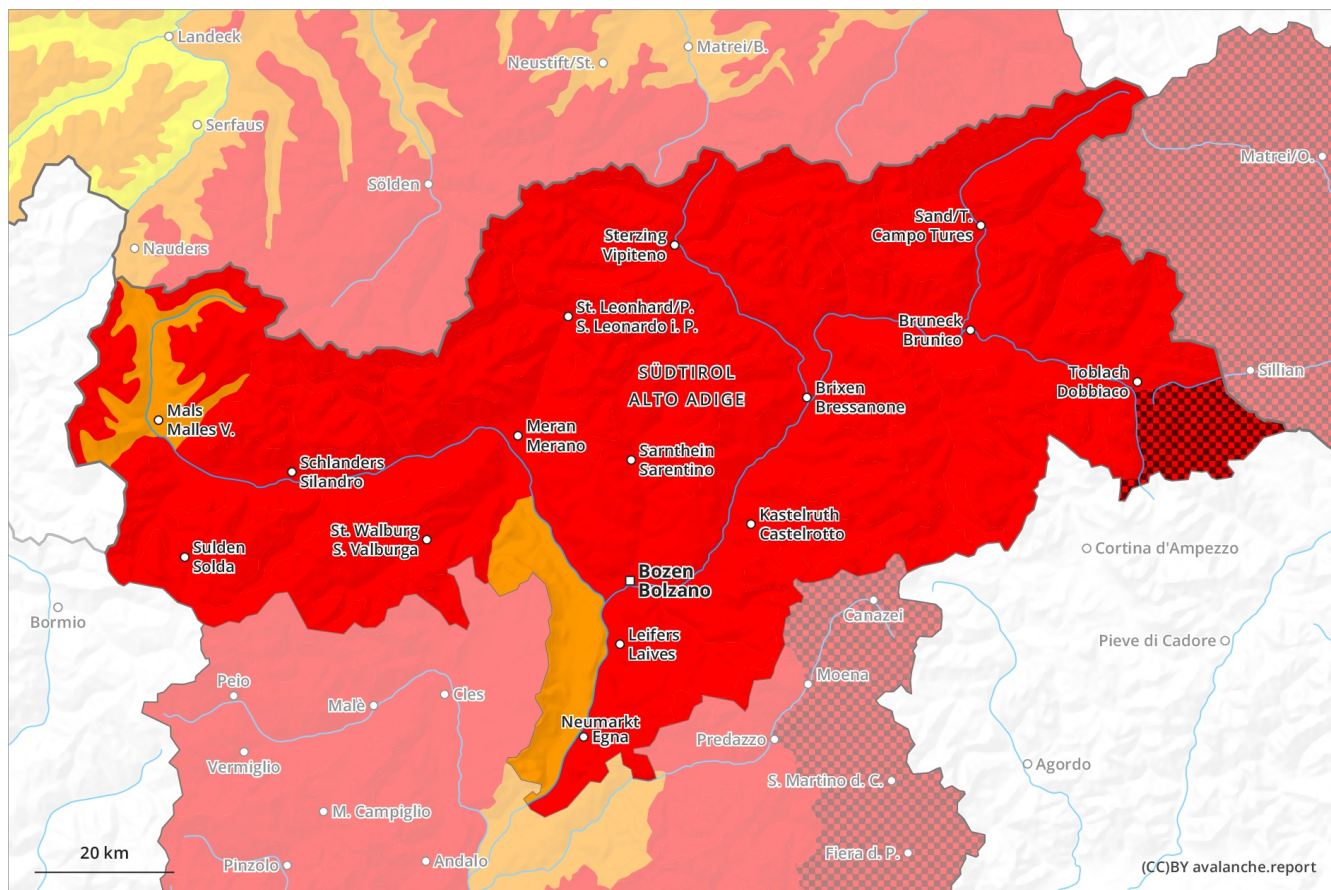 Landeck
Matrei/B.
Neustift/St.
Serfaus
Matrei/O.
Sölden
Sand/T.
Campo Tures
Sterzing
Vipiteno
Nauders
St. Leonhard/P.
S. Leonardo i. P.
Bruneck
Brunico
SÜDTIROL
ALTO ADIGE
Toblach
Dobbiaco
Sillian
Brixen
Bressanone
Mals
Malles V.
Meran
Merano
Sarnthein
Sarentino
Schlanders
Silandro
Kastelruth
Castelrotto
St. Walburg
S. Valburga
Sulden
Solda
Cortina d'Ampezzo
Bozen
Bolzano
Bormio
Canazei
Leifers
Laives
Pieve di Cadore
Peio
Moena
Cles
Malè
Neumarkt
Egna
Predazzo
Vermiglio
Agordo
S. Martino d. C.
M. Campiglio
Fiera d. P.
20 km
Andalo
Pinzolo
(CC)BY avalanche.report